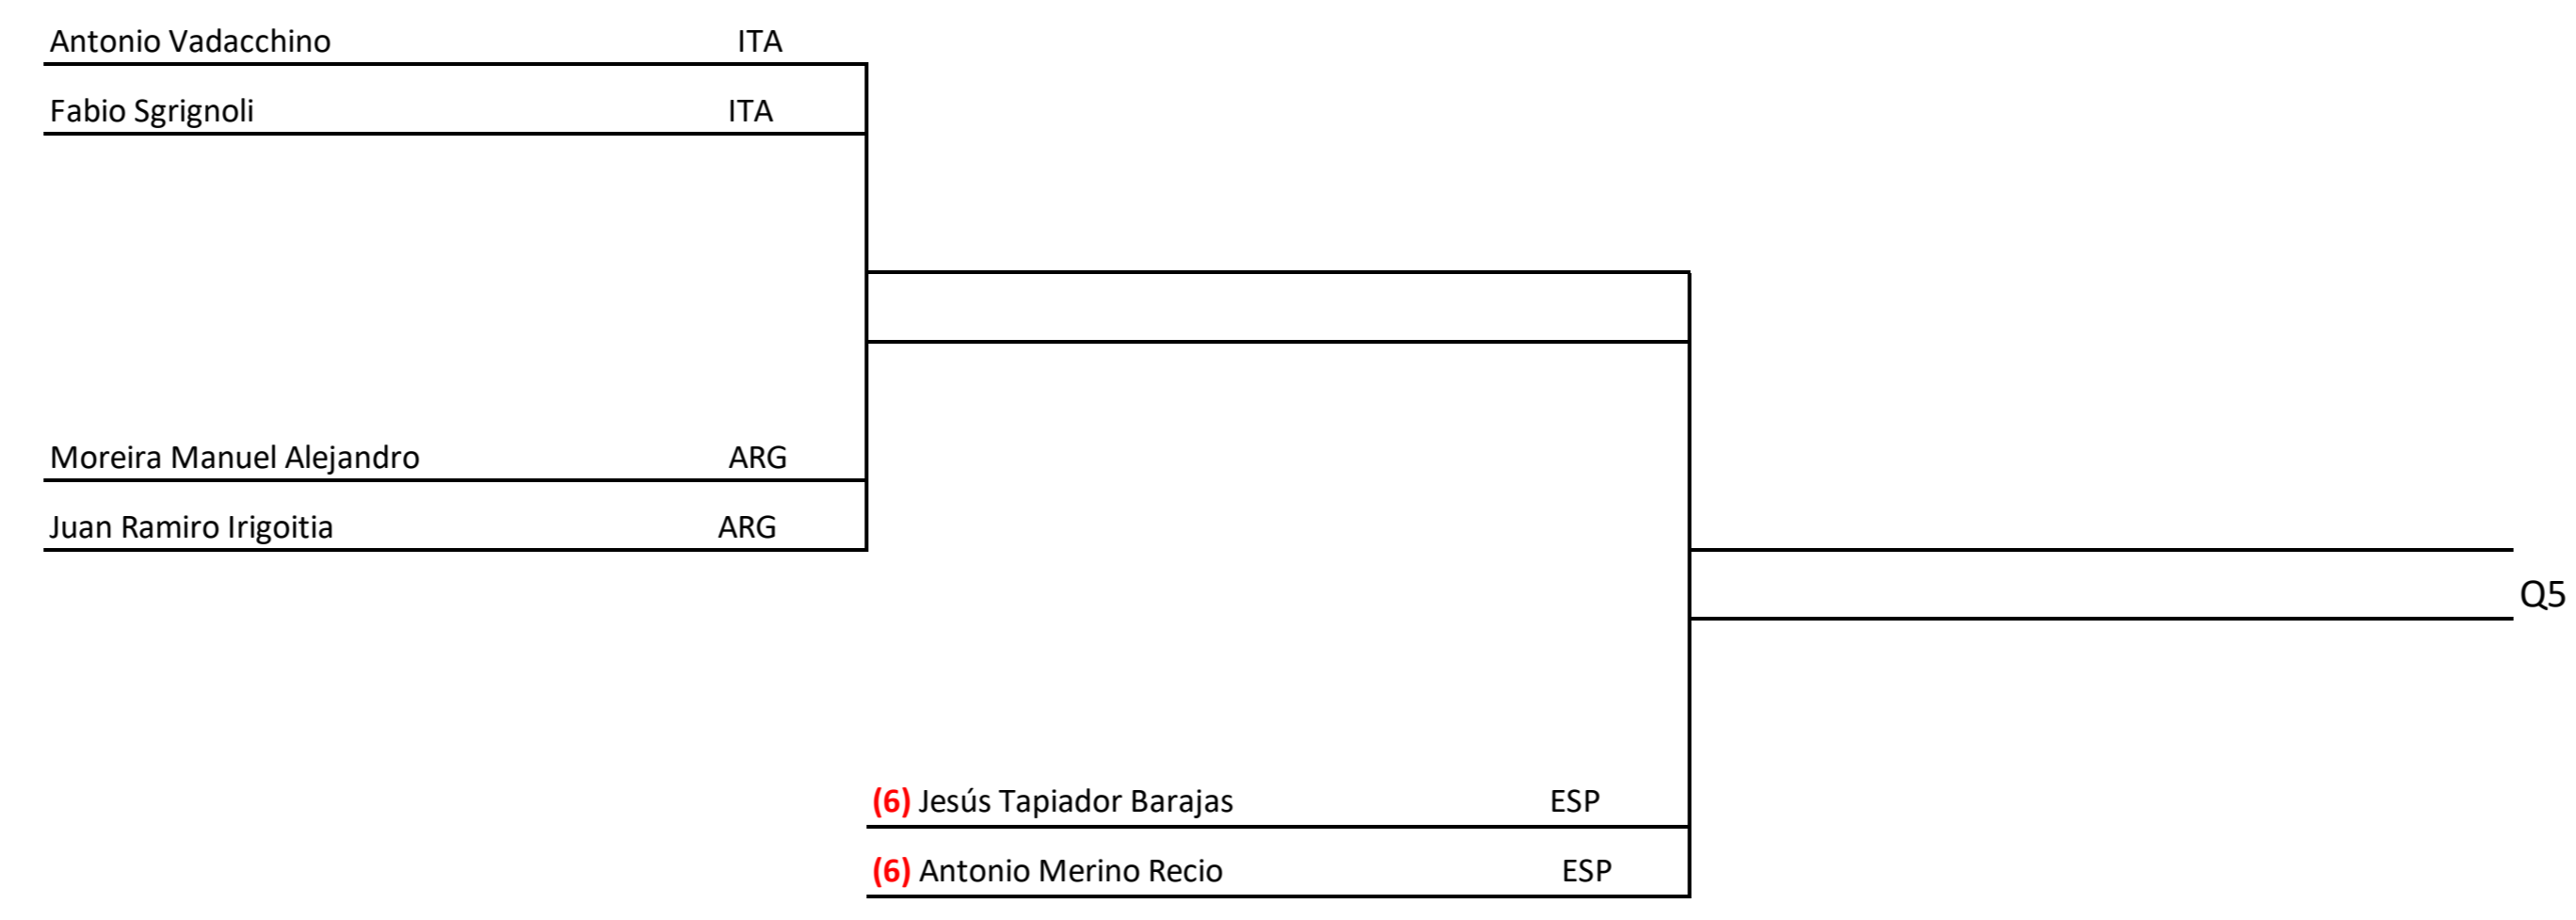 Antonio Vadacchino ITA
Fabio Sgrignoli ITA
Moreira Manuel Alejandro ARG
Juan Ramiro Irigoitia ARG
Q5
(6) Jesús Tapiador Barajas ESP
(6) Antonio Merino Recio ESP